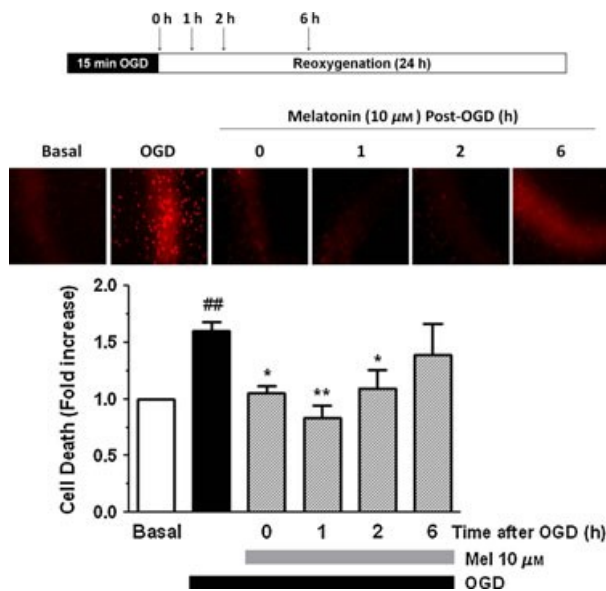 0 h 1 h 2 h 6 h
15 min OGD Reoxygenation (24 h)
Melatonin (10 μM) Post-OGD (h)
Basal OGD 0 1 2 6
Cell Death (Fold increase)
2.0
1.5
1.0
0.5
0.0
##
*
**
*
Basal 0 1 2 6 Time after OGD (h)
Mel 10 μM
OGD